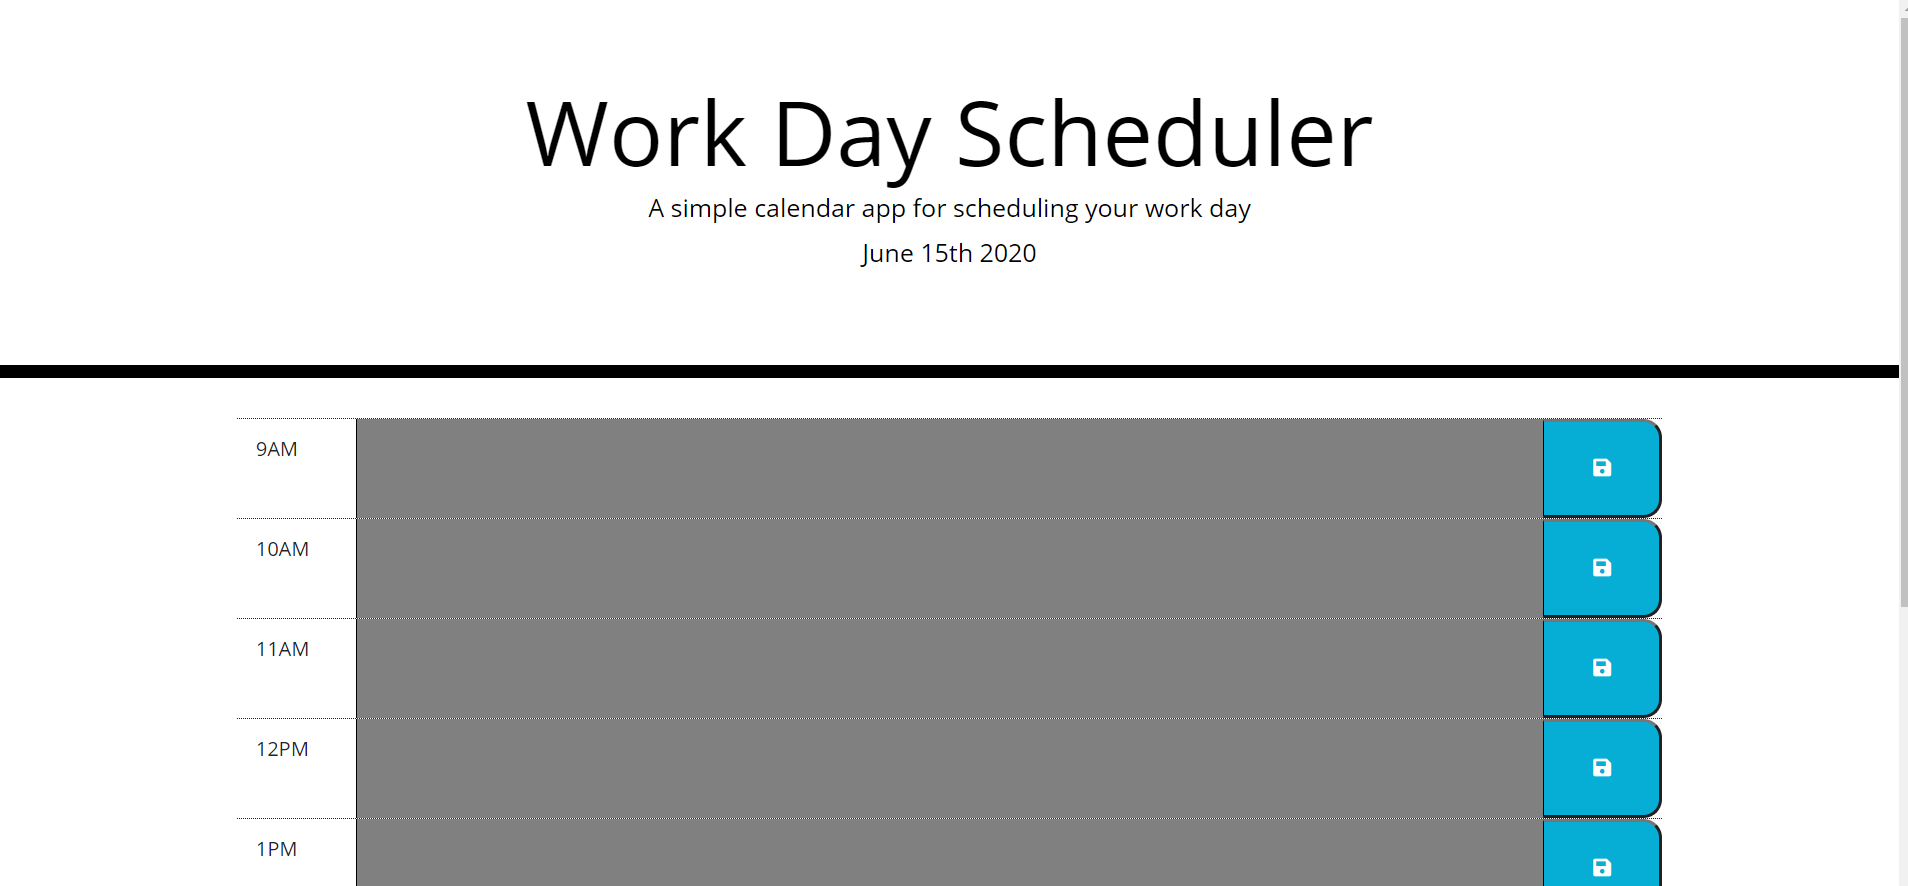 Work Day Scheduler
A simple calendar app for scheduling your work day
June 15th 2020
9AM
10AM
11AM
12PM
1PM